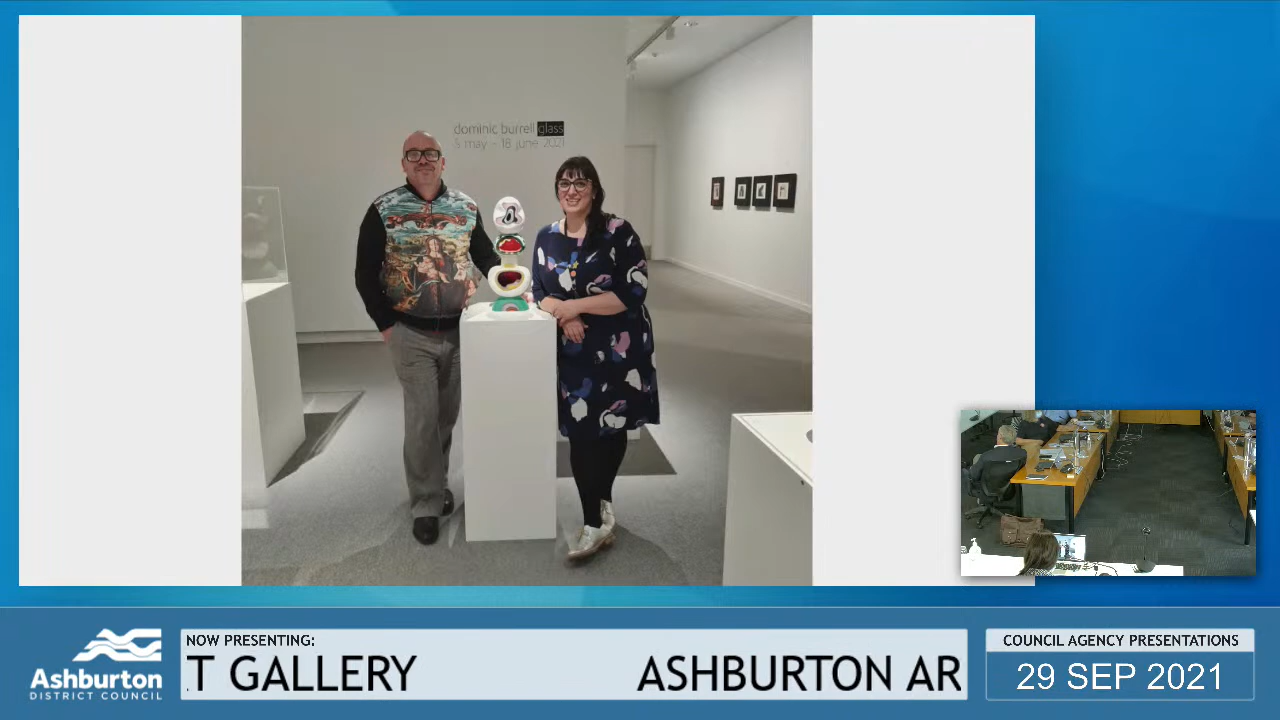 dominic burrell glass
5 may - 18 june 2021
Ashburton
DISTRICT COUNCIL
NOW PRESENTING:
T GALLERY ASHBURTON AR
COUNCIL AGENCY PRESENTATIONS
29 SEP 2021